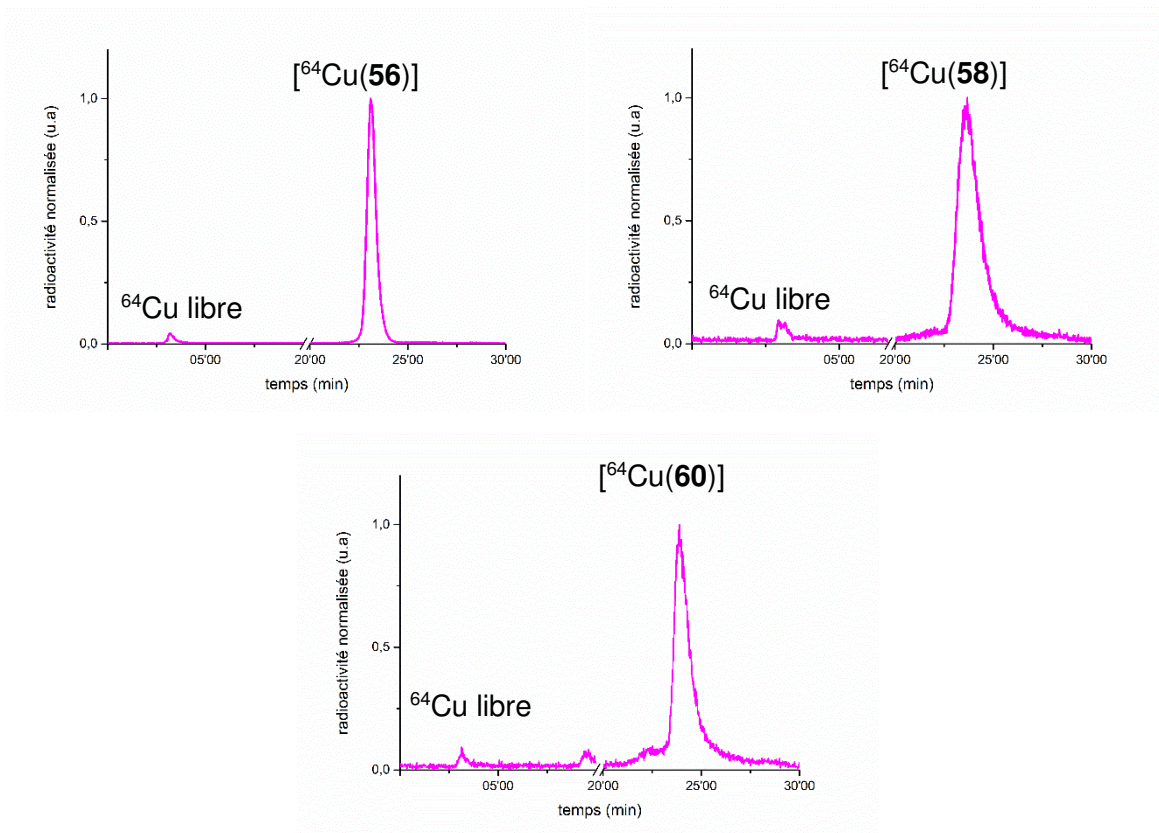 [⁶⁴Cu(56)]
radioactivité normalisée (u.a)
1,0
0,5
0,0
⁶⁴Cu libre
05'00
20'00
25'00
30'00
temps (min)
[⁶⁴Cu(58)]
radioactivité normalisée (u.a)
1,0
0,5
0,0
⁶⁴Cu libre
05'00
20'00
25'00
30'00
temps (min)
[⁶⁴Cu(60)]
radioactivité normalisée (u.a)
1,0
0,5
0,0
⁶⁴Cu libre
05'00
20'00
25'00
30'00
temps (min)